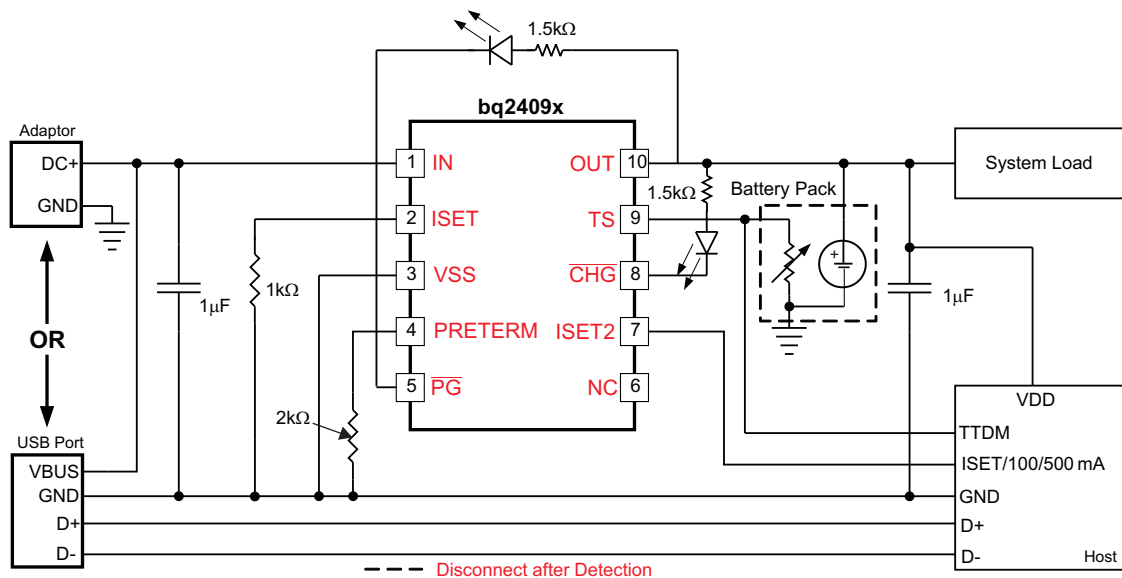 1.5kΩ
bq2409x
Adaptor
DC+
GND
1 IN
OUT 10
System Load
1.5kΩ
Battery Pack
2 ISET
TS 9
+
3 VSS
CHG 8
1kΩ
1μF
1μF
OR
4 PRETERM
ISET2 7
5 PG
NC 6
2kΩ
VDD
USB Port
TTDM
VBUS
ISET/100/500 mA
GND
GND
D+
D+
D-
D-
Host
Disconnect after Detection